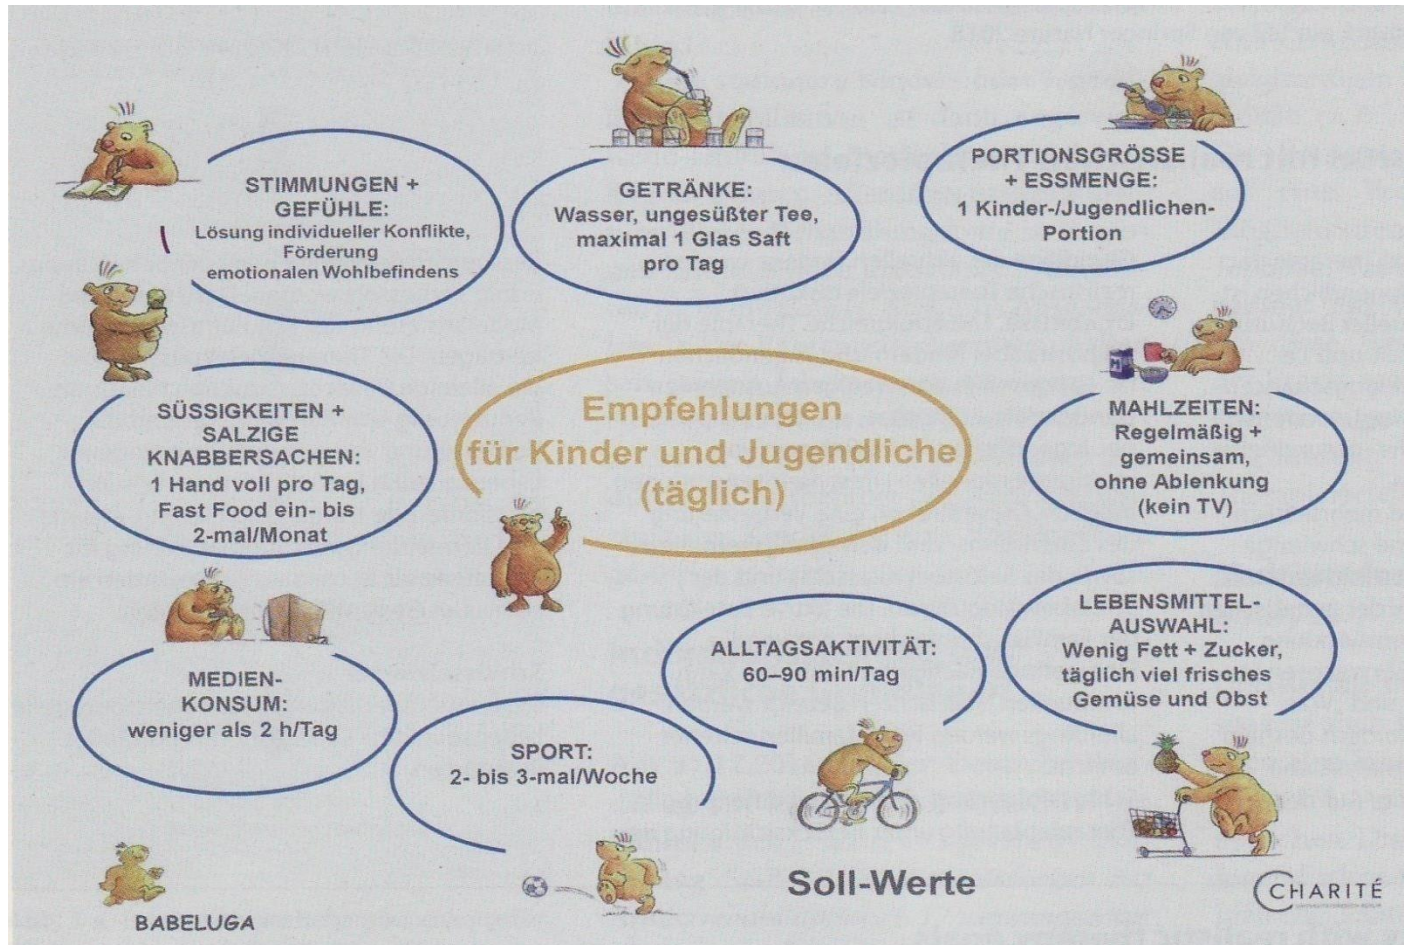 STIMMUNGEN +
GEFÜHLE:
Lösung individueller Konflikte,
Förderung
emotionalen Wohlbefindens
GETRÄNKE:
Wasser, ungesüßter Tee,
maximal 1 Glas Saft
pro Tag
PORTIONSGRÖSSE
+ ESSMENGE:
1 Kinder-/Jugendlichen-
Portion
SÜSSIGKEITEN +
SALZIGE
KNABBERSACHEN:
1 Hand voll pro Tag,
Fast Food ein- bis
2-mal/Monat
Empfehlungen
für Kinder und Jugendliche
(täglich)
MAHLZEITEN:
Regelmäßig +
gemeinsam,
ohne Ablenkung
(kein TV)
MEDIEN-
KONSUM:
weniger als 2 h/Tag
SPORT:
2- bis 3-mal/Woche
ALLTAGSAKTIVITÄT:
60–90 min/Tag
LEBENSMITTEL-
AUSWAHL:
Wenig Fett + Zucker,
täglich viel frisches
Gemüse und Obst
Soll-Werte
BABELUGA
CHARITÉ